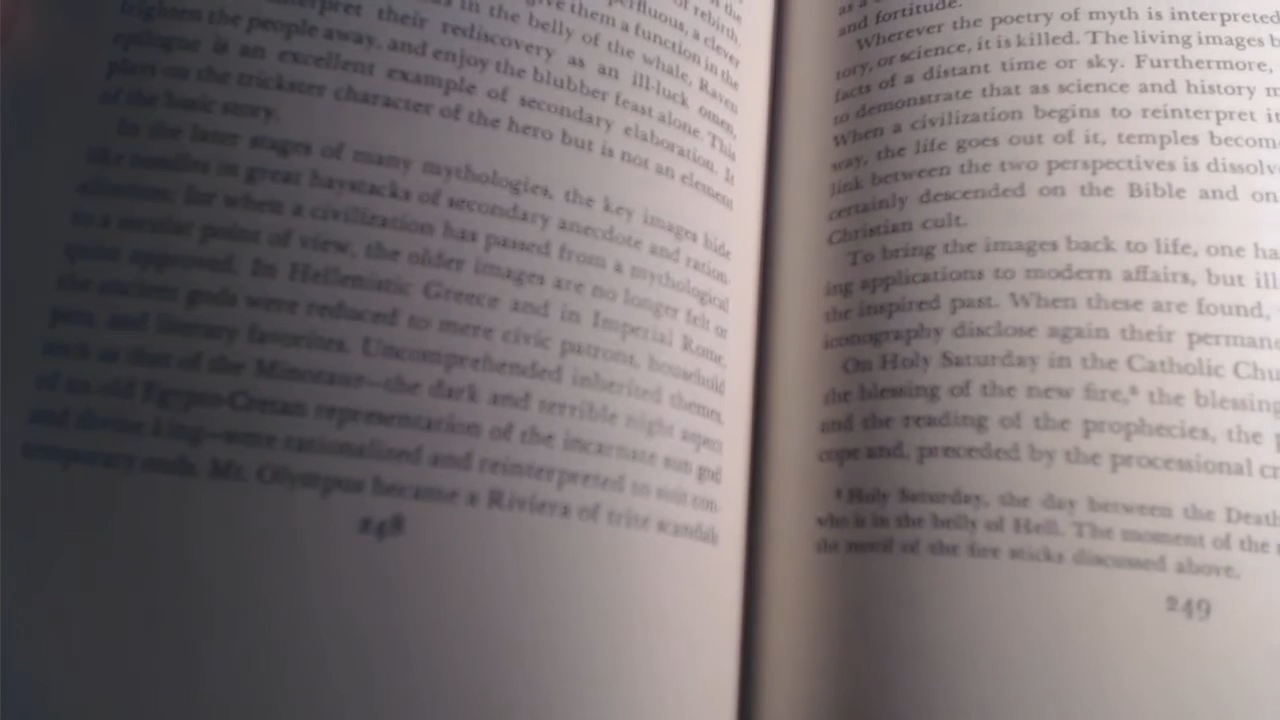 of rebirth,
perfluous, a clever
give them a function in the
in the belly of the whale, Raven
interpret their rediscovery as an ill-luck omen,
frighten the people away, and enjoy the blubber feast alone. This
epilogue is an excellent example of secondary elaboration. It
plays on the trickster character of the hero but is not an element
of the basic story.
In the later stages of many mythologies, the key images hide
like needles in great haystacks of secondary anecdote and ration-
alization; for when a civilization has passed from a mythological
to a secular point of view, the older images are no longer felt or
quite approved. In Hellenistic Greece and in Imperial Rome,
the ancient gods were reduced to mere civic patrons, household
pets, and literary favorites. Uncomprehended inherited themes,
such as that of the Minotaur—the dark and terrible night aspect
of an old Egypto-Cretan representation of the incarnate sun god
and divine king—were rationalized and reinterpreted to suit con-
temporary ends. Mt. Olympus became a Riviera of trite scandals
248
and fortitude.
Wherever the poetry of myth is interpreted
tory, or science, it is killed. The living images b
facts of a distant time or sky. Furthermore,
to demonstrate that as science and history m
When a civilization begins to reinterpret it
way, the life goes out of it, temples becom
link between the two perspectives is dissolv
certainly descended on the Bible and on
Christian cult.
To bring the images back to life, one ha
ing applications to modern affairs, but ill
the inspired past. When these are found,
iconography disclose again their permane
On Holy Saturday in the Catholic Chu
the blessing of the new fire, the blessing
and the reading of the prophecies, the
cope and, preceded by the processional cr
Holy Saturday, the day between the Death
who is in the belly of Hell. The moment of the
the motif of the fire sticks discussed above.
249